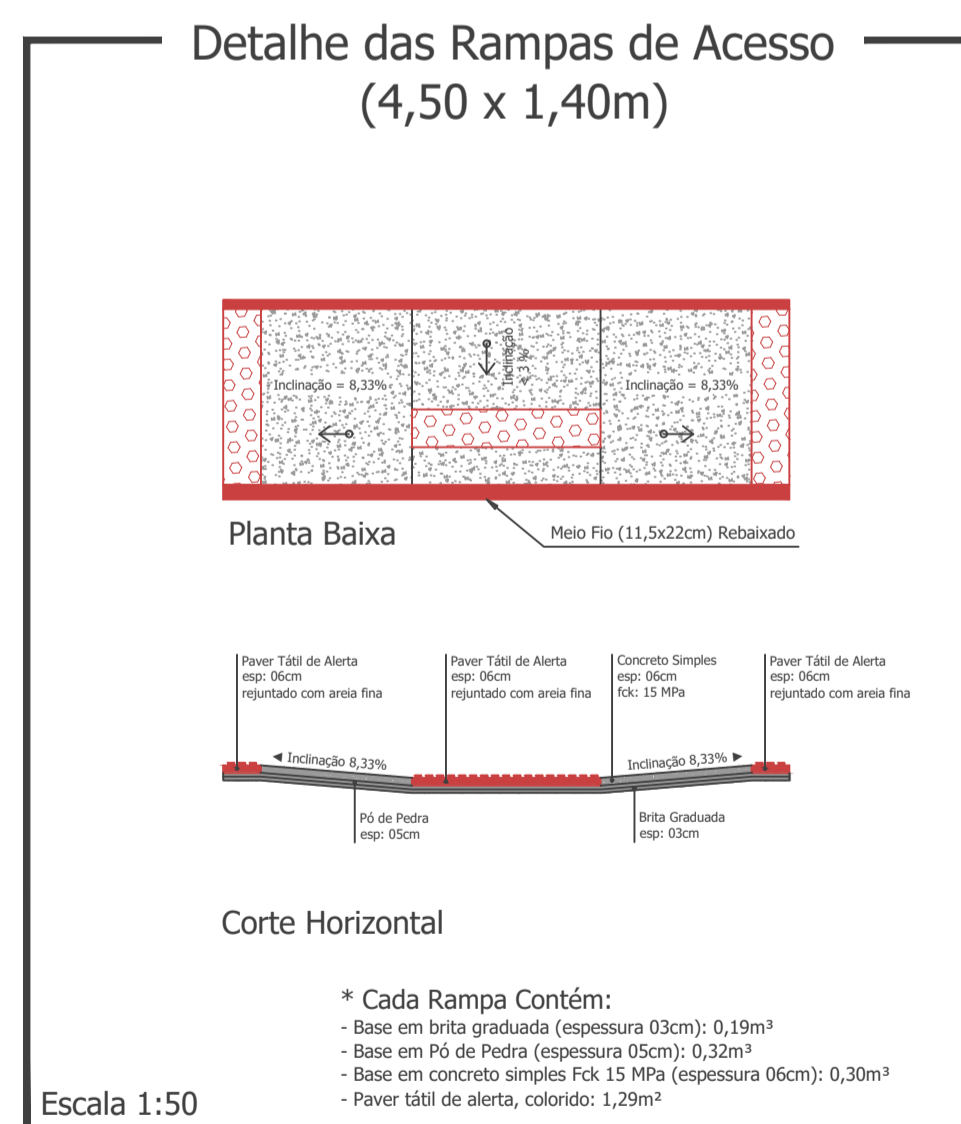 Detalhe das Rampas de Acesso
(4,50 x 1,40m)
Inclinação
< 3 %
Inclinação = 8,33%
Inclinação = 8,33%
Planta Baixa
Meio Fio (11,5x22cm) Rebaixado
Paver Tátil de Alerta
esp: 06cm
rejuntado com areia fina
Paver Tátil de Alerta
esp: 06cm
rejuntado com areia fina
Concreto Simples
esp: 06cm
fck: 15 MPa
Paver Tátil de Alerta
esp: 06cm
rejuntado com areia fina
◄ Inclinação 8,33%
Inclinação 8,33% ►
Pó de Pedra
esp: 05cm
Brita Graduada
esp: 03cm
Corte Horizontal
* Cada Rampa Contém:
- Base em brita graduada (espessura 03cm): 0,19m³
- Base em Pó de Pedra (espessura 05cm): 0,32m³
- Base em concreto simples Fck 15 MPa (espessura 06cm): 0,30m³
- Paver tátil de alerta, colorido: 1,29m²
Escala 1:50